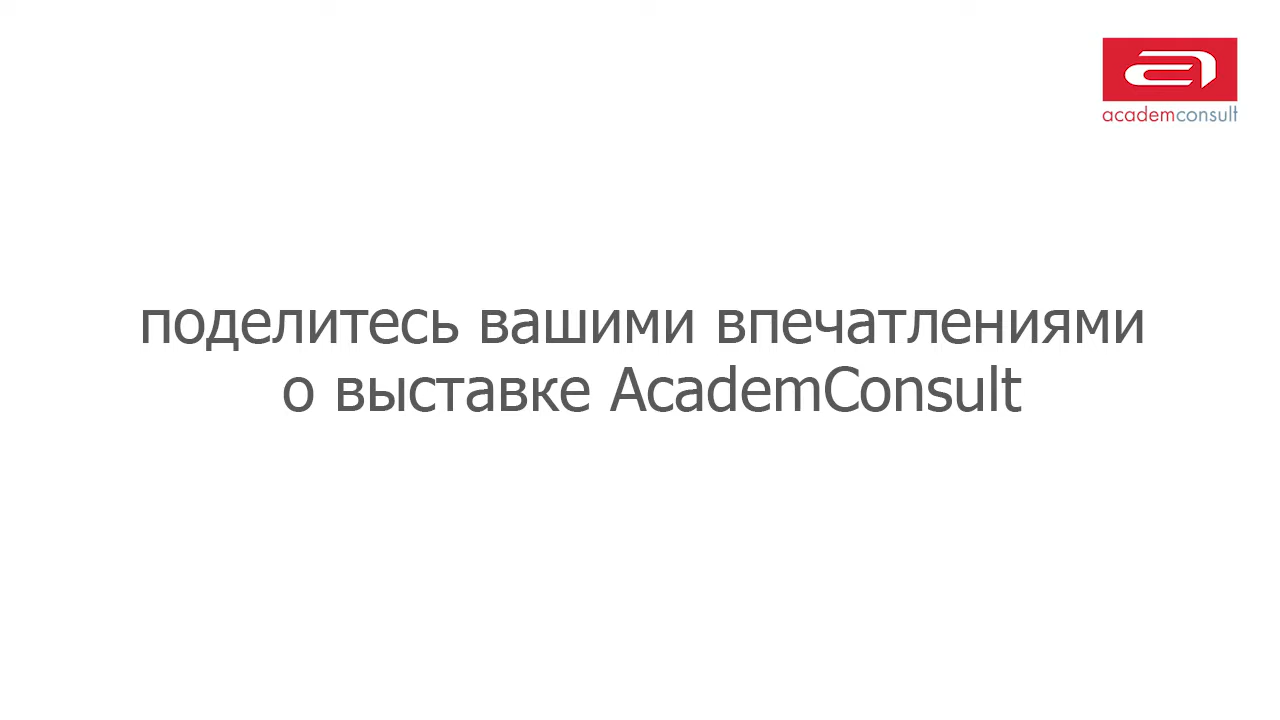 academconsult
поделитесь вашими впечатлениями
о выставке AcademConsult